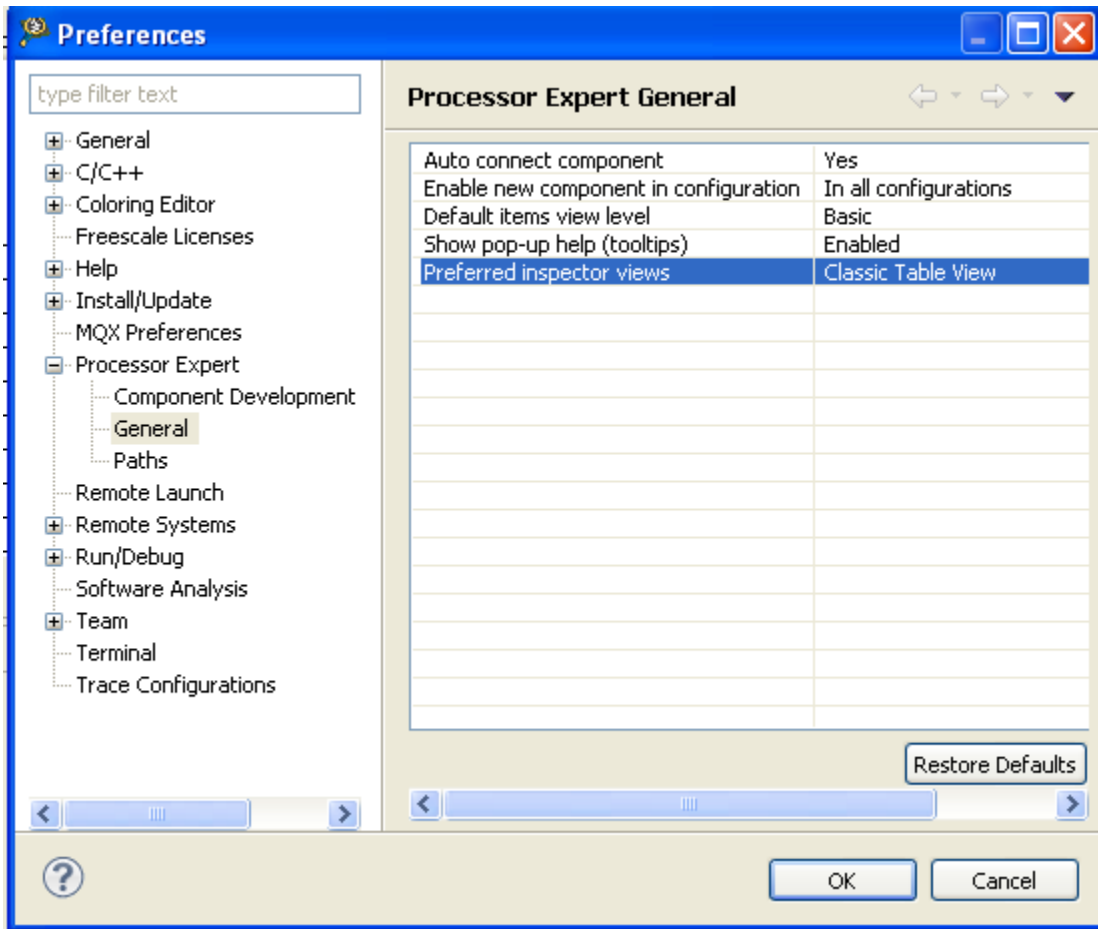 Preferences
type filter text
General
C/C++
Coloring Editor
Freescale Licenses
Help
Install/Update
MQX Preferences
Processor Expert
Component Development
General
Paths
Remote Launch
Remote Systems
Run/Debug
Software Analysis
Team
Terminal
Trace Configurations
Processor Expert General
Auto connect component Yes
Enable new component in configuration In all configurations
Default items view level Basic
Show pop-up help (tooltips) Enabled
Preferred inspector views Classic Table View
Restore Defaults
OK Cancel